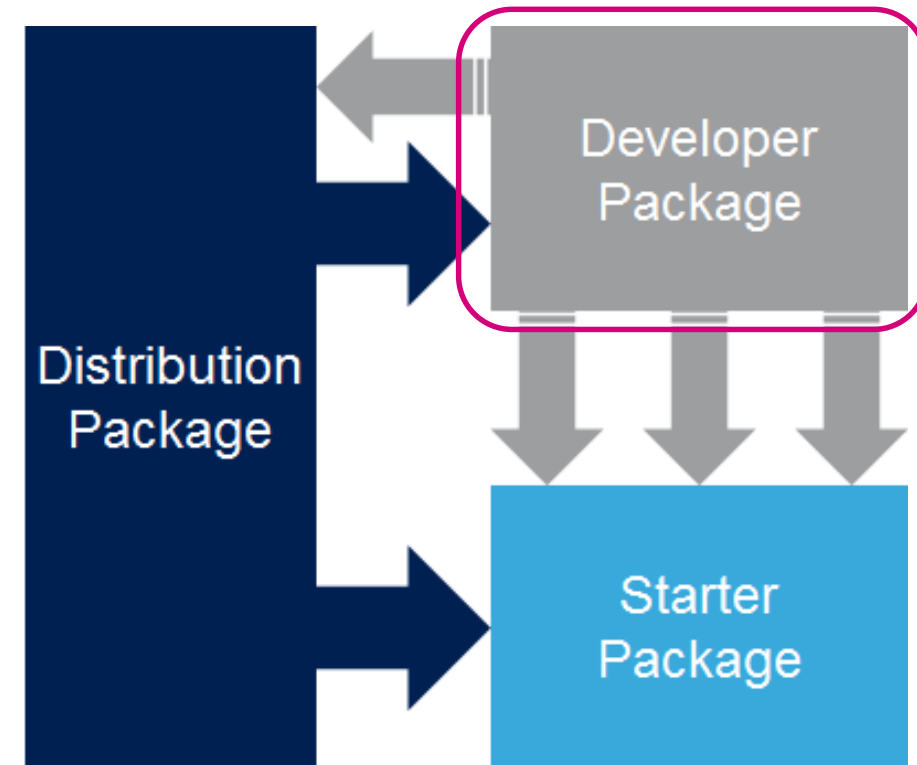 Developer
Package
Distribution
Package
Starter
Package